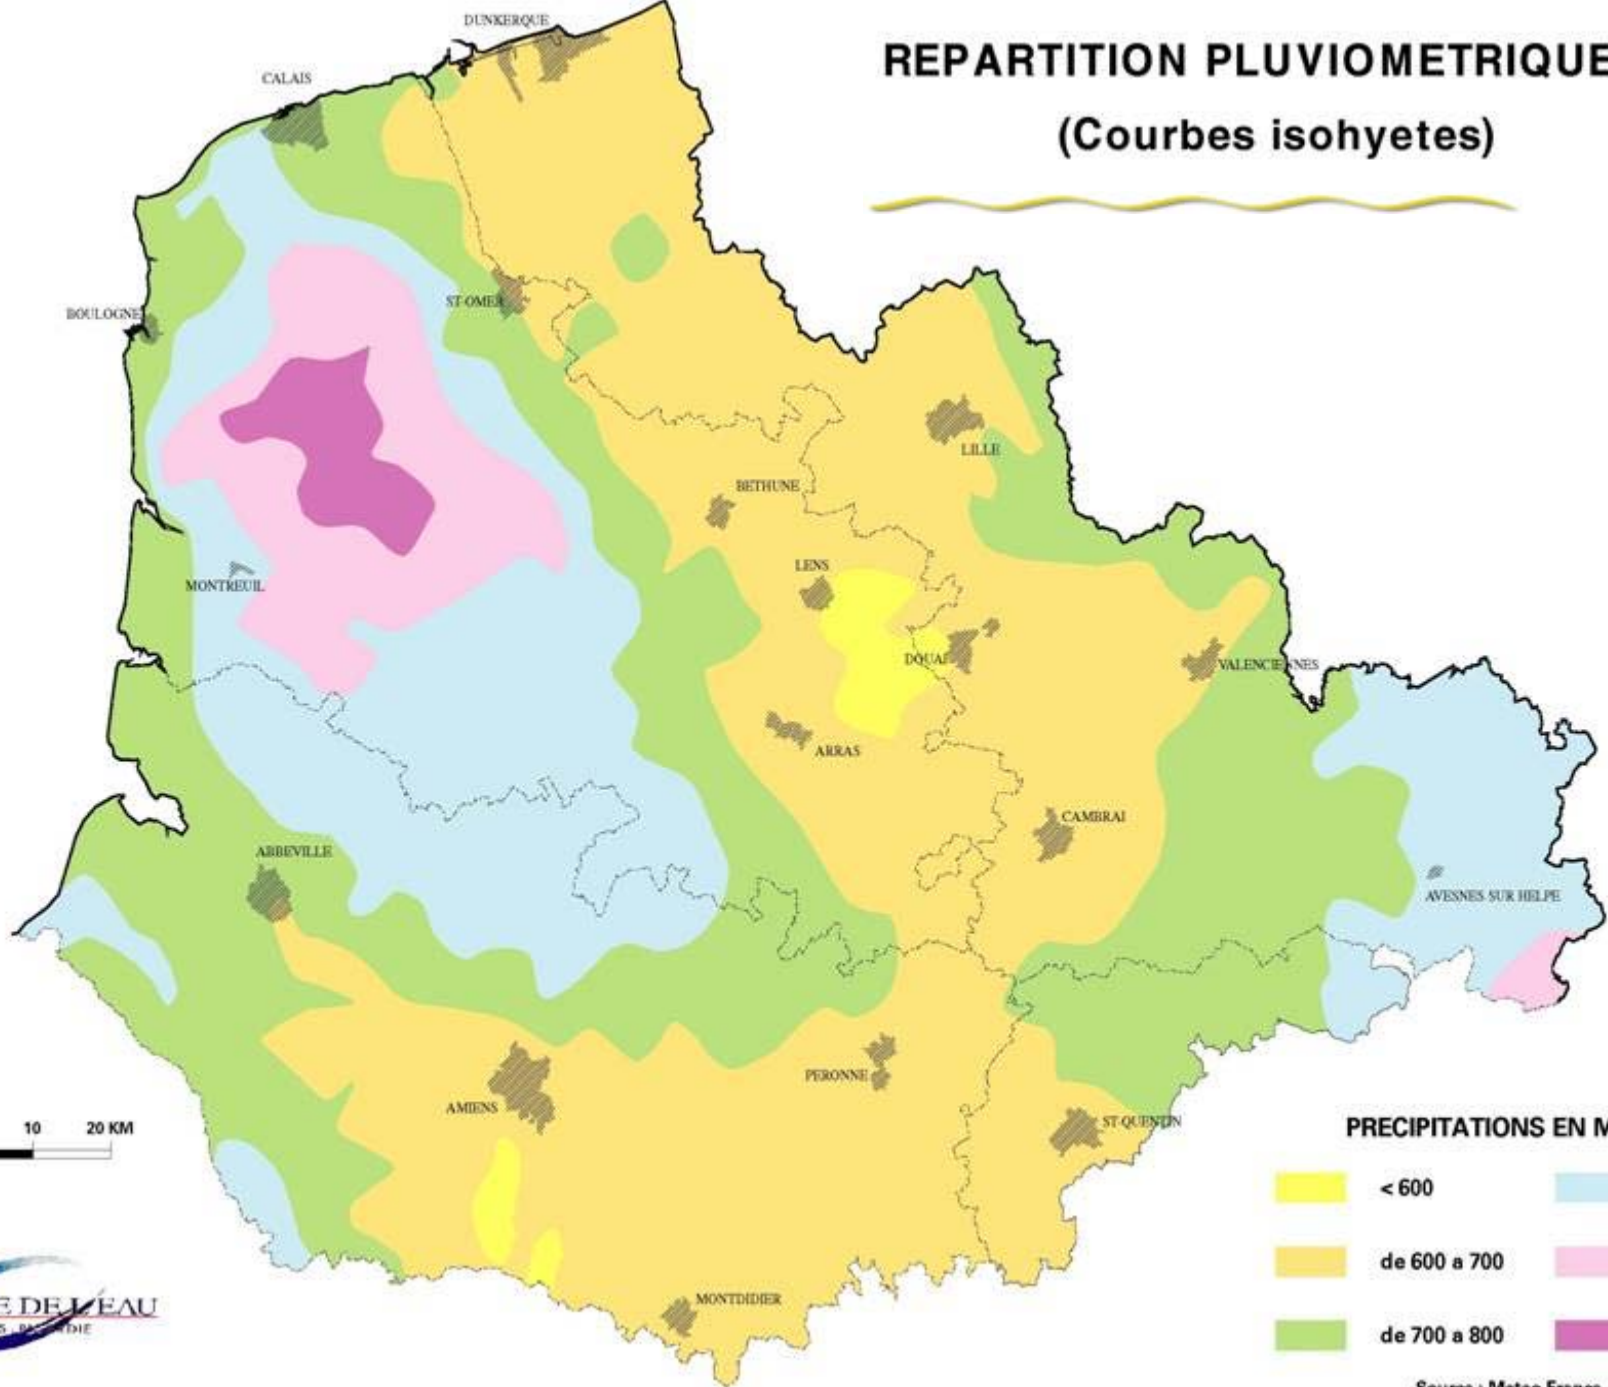 REPARTITION PLUVIOMETRIQUE
(Courbes isohyetes)
DUNKERQUE
CALAIS
BOULOGNE
ST-OMER
LILLE
BETHUNE
LENS
MONTREUIL
DOUAI
VALENCIENNES
ARRAS
CAMBRAI
ABBEVILLE
AVESNES SUR HELPE
PERONNE
AMIENS
ST-QUENTIN
MONTDIDIER
10 20 KM
PRECIPITATIONS EN M
< 600
de 600 a 700
de 700 a 800
E DE L'EAU